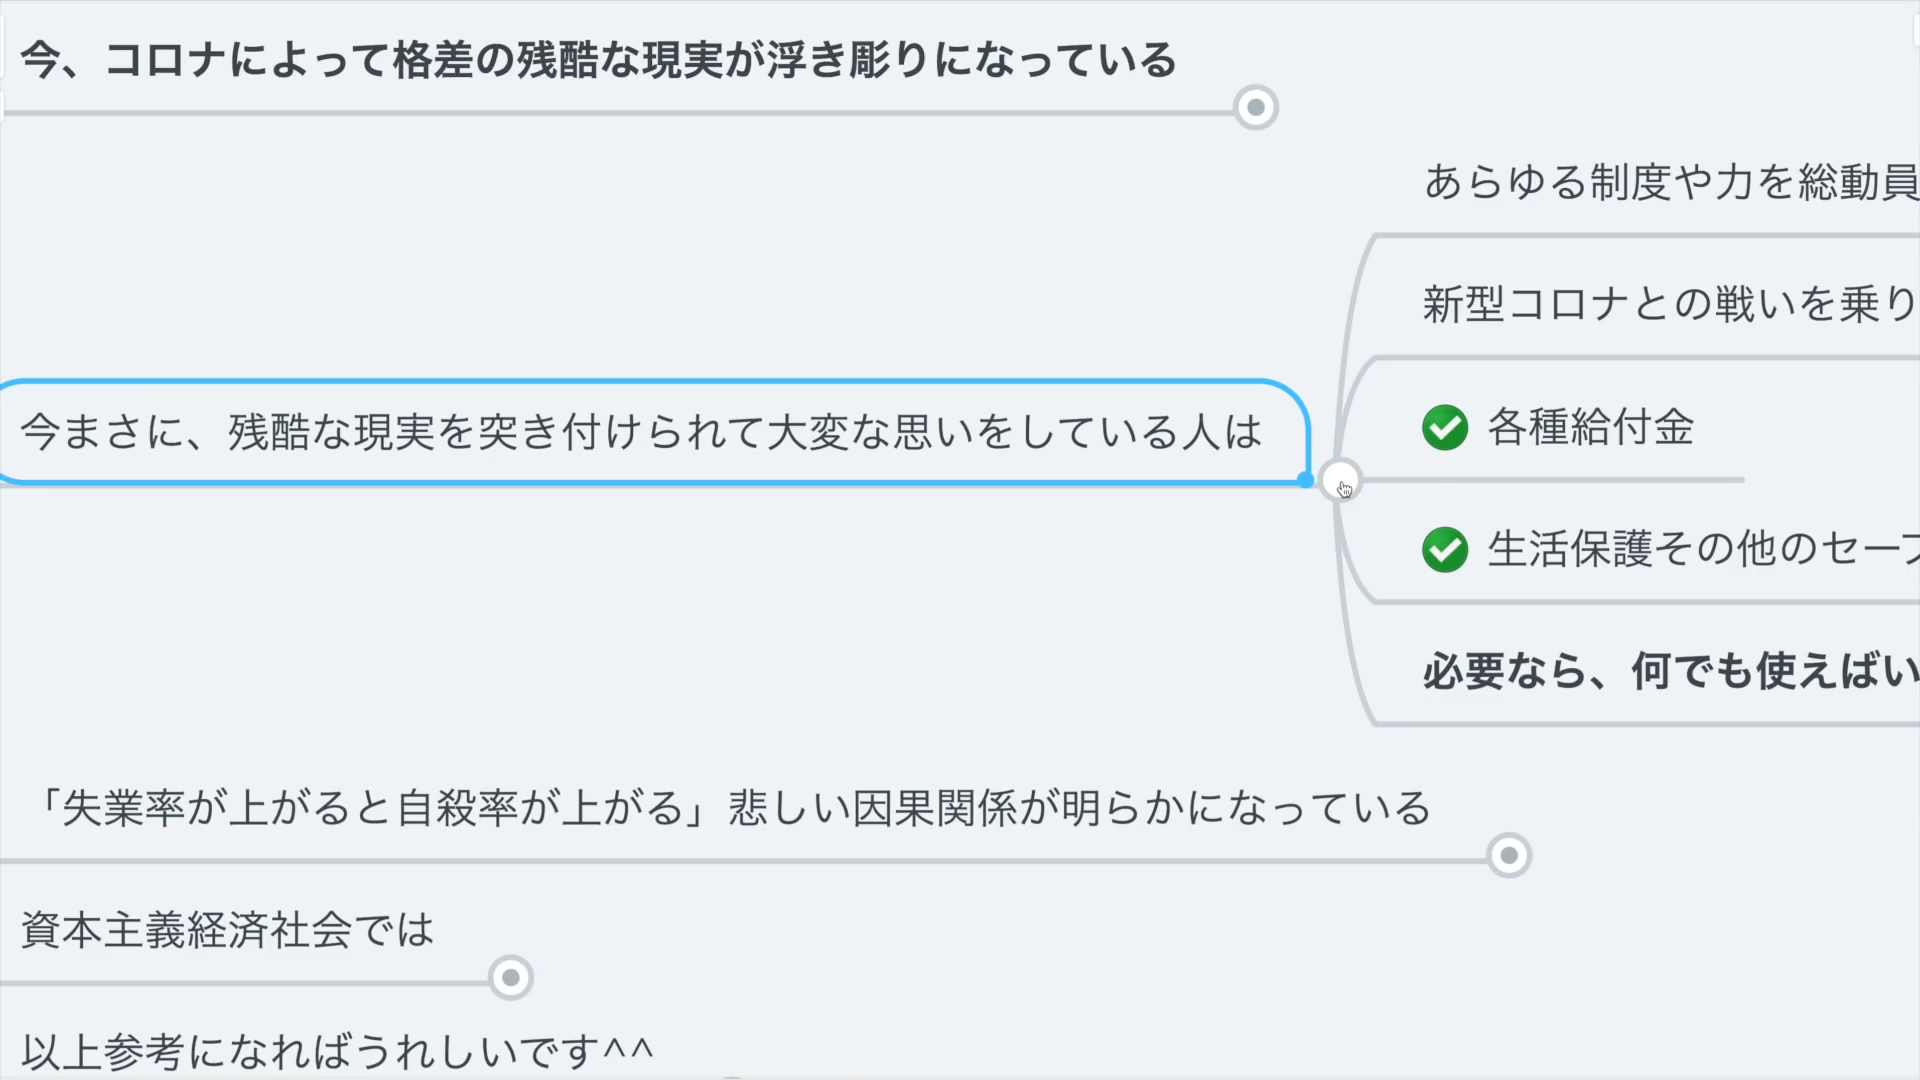 今、コロナによって格差の残酷な現実が浮き彫りになっている
今まさに、残酷な現実を突き付けられて大変な思いをしている人は
あらゆる制度や力を総動員
新型コロナとの戦いを乗り
各種給付金
生活保護その他のセーフ
必要なら、何でも使えばい
「失業率が上がると自殺率が上がる」悲しい因果関係が明らかになっている
資本主義経済社会では
以上参考になればうれしいです^^